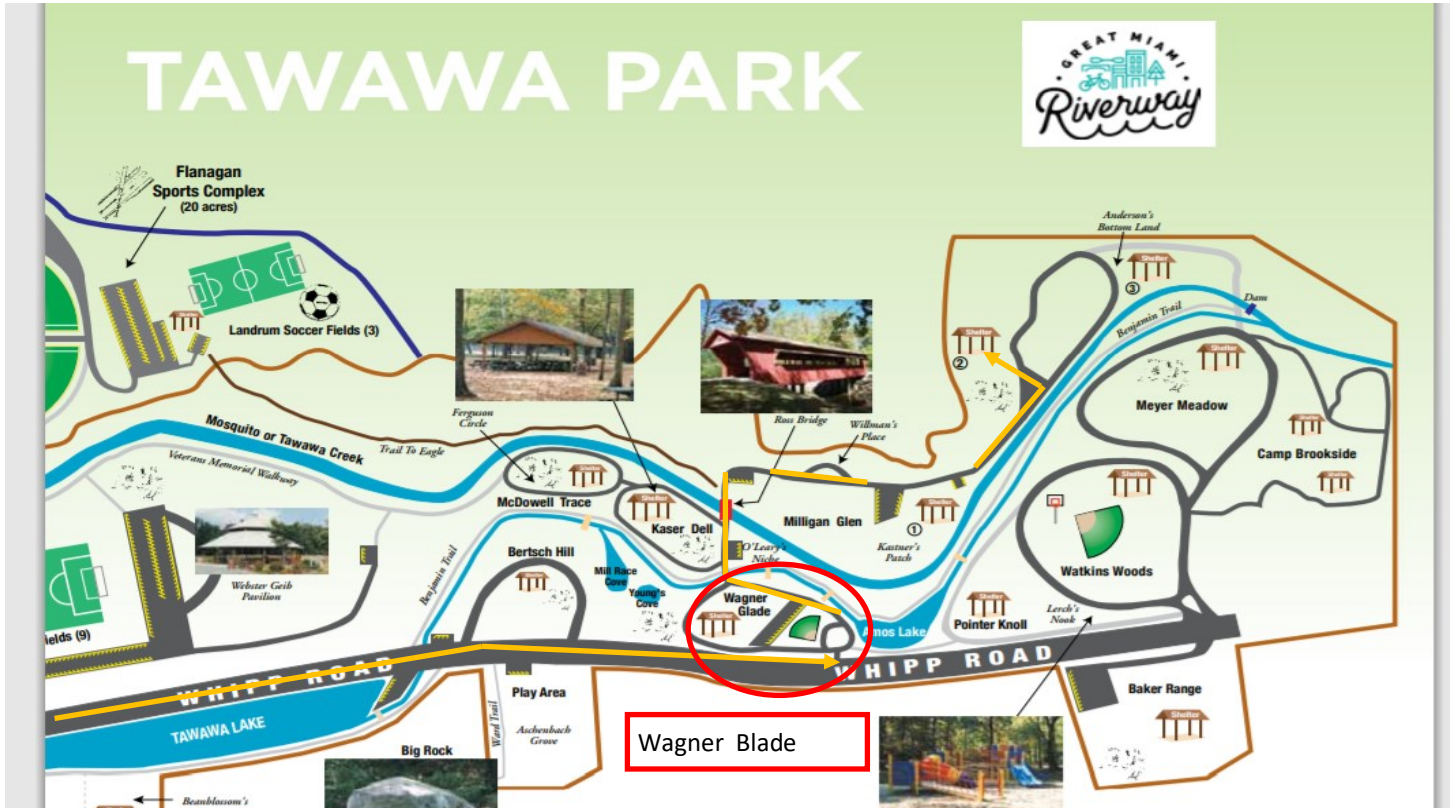 TAWAWA PARK
GREAT MIAMI
Riverway
Flanagan
Sports Complex
(20 acres)
Shelter
Landrum Soccer Fields (3)
Anderson's
Bottom Land
Shelter
3
Dam
Benjamin Trail
Shelter
2
Shelter
Meyer Meadow
Shelter
Camp Brookside
Shelter
Ferguson
Circle
Ross Bridge
Willman's
Place
Mosquito or Tawawa Creek
Trail To Eagle
Veterans Memorial Walkway
Shelter
McDowell Trace
Shelter
Kaser Dell
Milligan Glen
Shelter
1
Kastner's
Patch
Shelter
Watkins Woods
Webster Geib
Pavilion
Benjamin Trail
Bertsch Hill
Shelter
Mill Race
Cove
Young's
Cove
O'Leary's
Niche
Wagner
Glade
Shelter
Amos Lake
Shelter
Pointer Knoll
Lerch's
Nook
ields (9)
WHIPP ROAD
WHIPP ROAD
TAWAWA LAKE
Play Area
Ward Trail
Aschenbach
Grove
Big Rock
Baker Range
Shelter
Wagner Blade
Beanblossom's